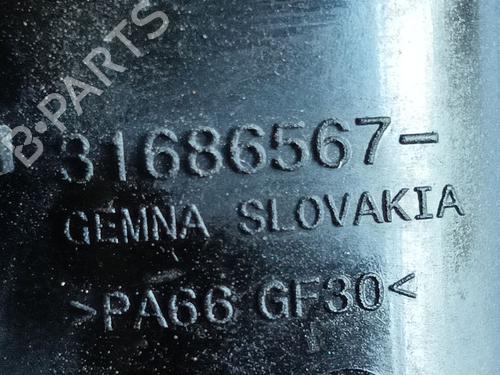 B-PARTS
31686567-
GEMNA SLOVAKIA
>PA66 GF30<